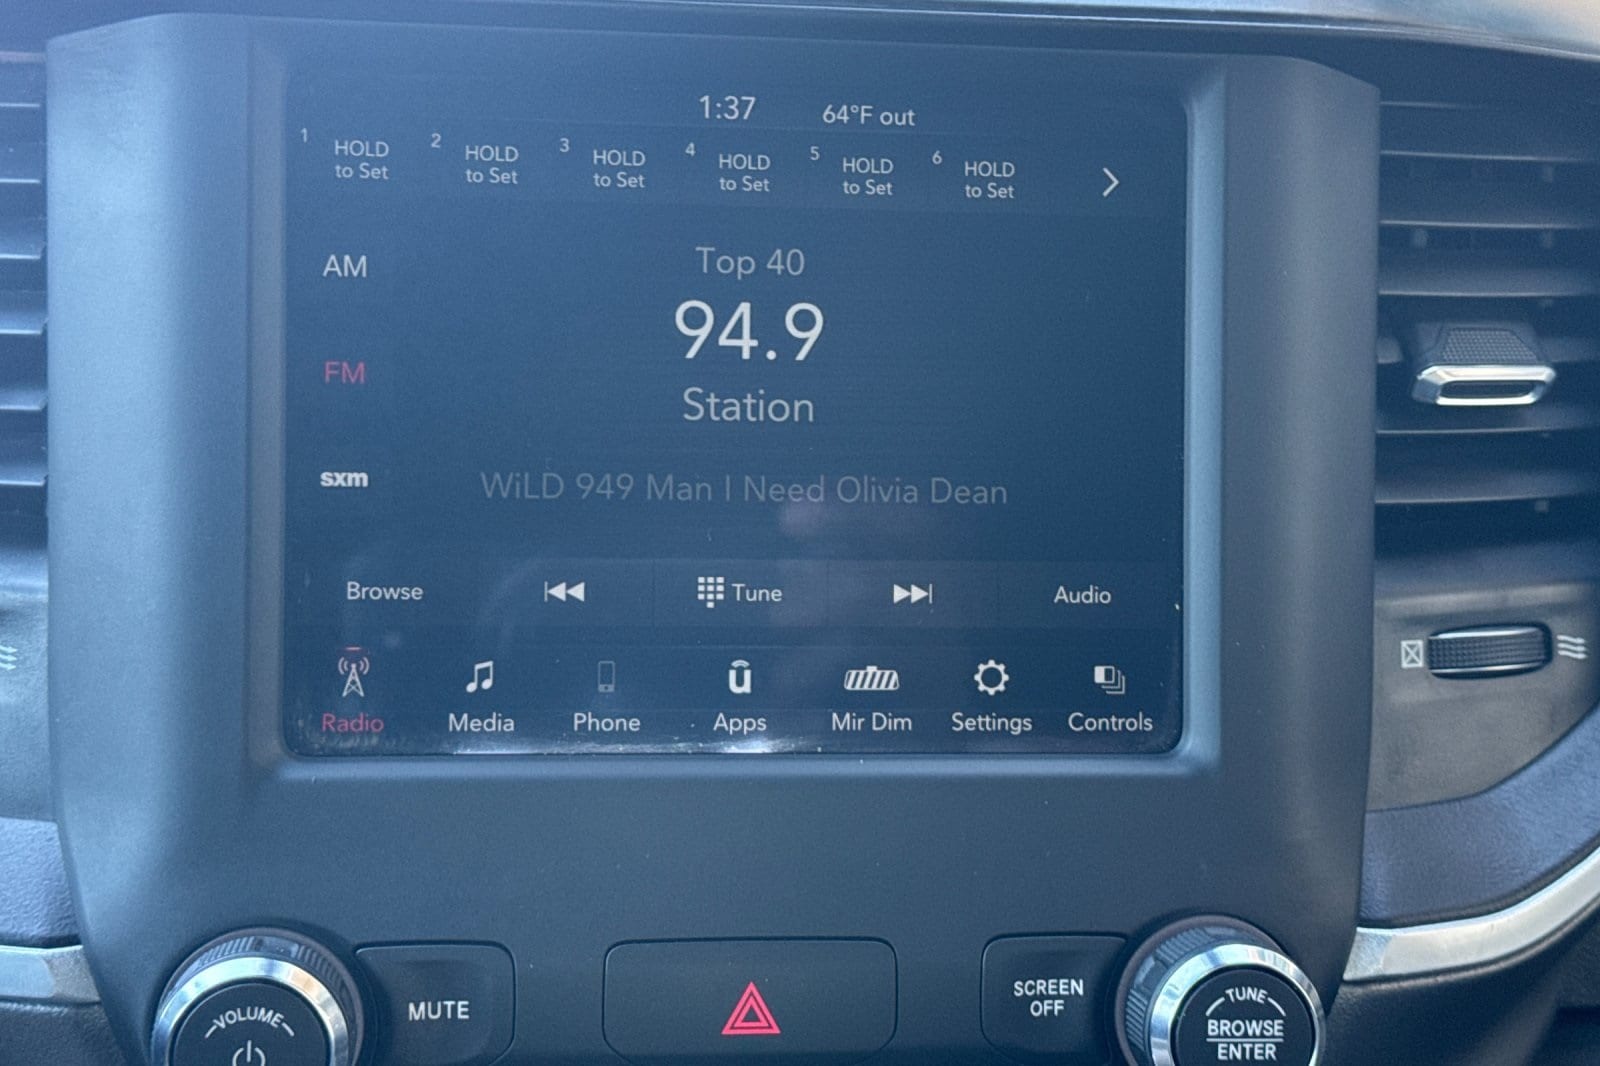 1:37 64°F out
1 HOLD to Set 2 HOLD to Set 3 HOLD to Set 4 HOLD to Set 5 HOLD to Set 6 HOLD to Set
AM
Top 40
94.9
FM
Station
sxm
WiLD 949 Man I Need Olivia Dean
Browse Tune Audio
Radio Media Phone Apps Mir Dim Settings Controls
VOLUME
MUTE
SCREEN
OFF
TUNE
BROWSE
ENTER